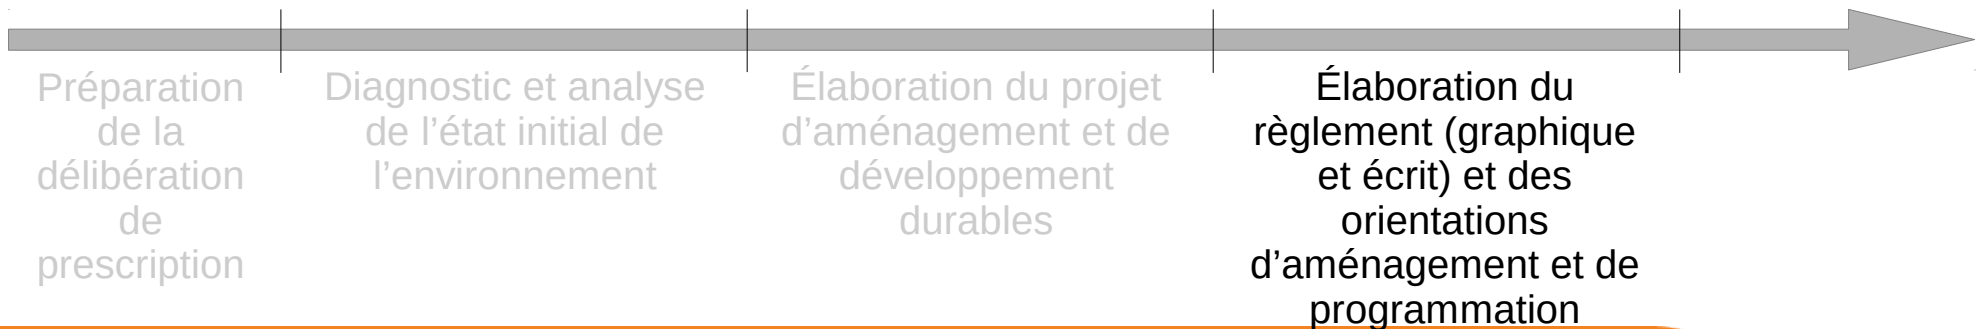 Préparation
de la
délibération
de
prescription
Diagnostic et analyse
de l’état initial de
l’environnement
Élaboration du projet
d’aménagement et de
développement
durables
Élaboration du
règlement (graphique
et écrit) et des
orientations
d’aménagement et de
programmation